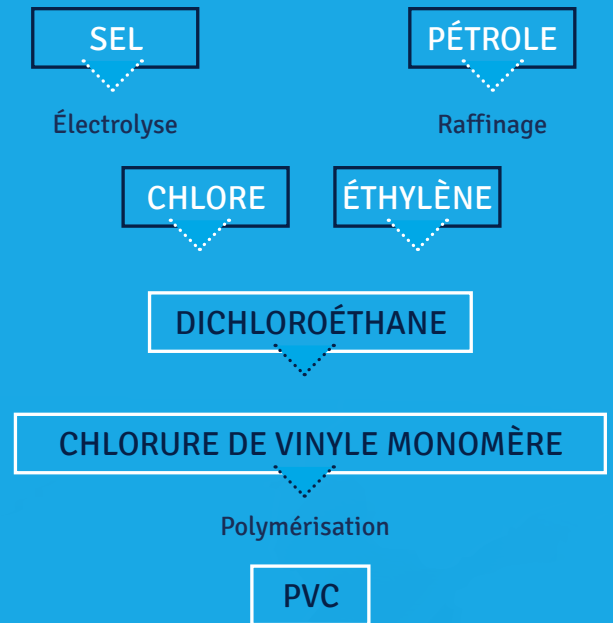 SEL
PÉTROLE
Électrolyse
Raffinage
CHLORE
ÉTHYLÈNE
DICHLOROÉTHANE
CHLORURE DE VINYLE MONOMÈRE
Polymérisation
PVC